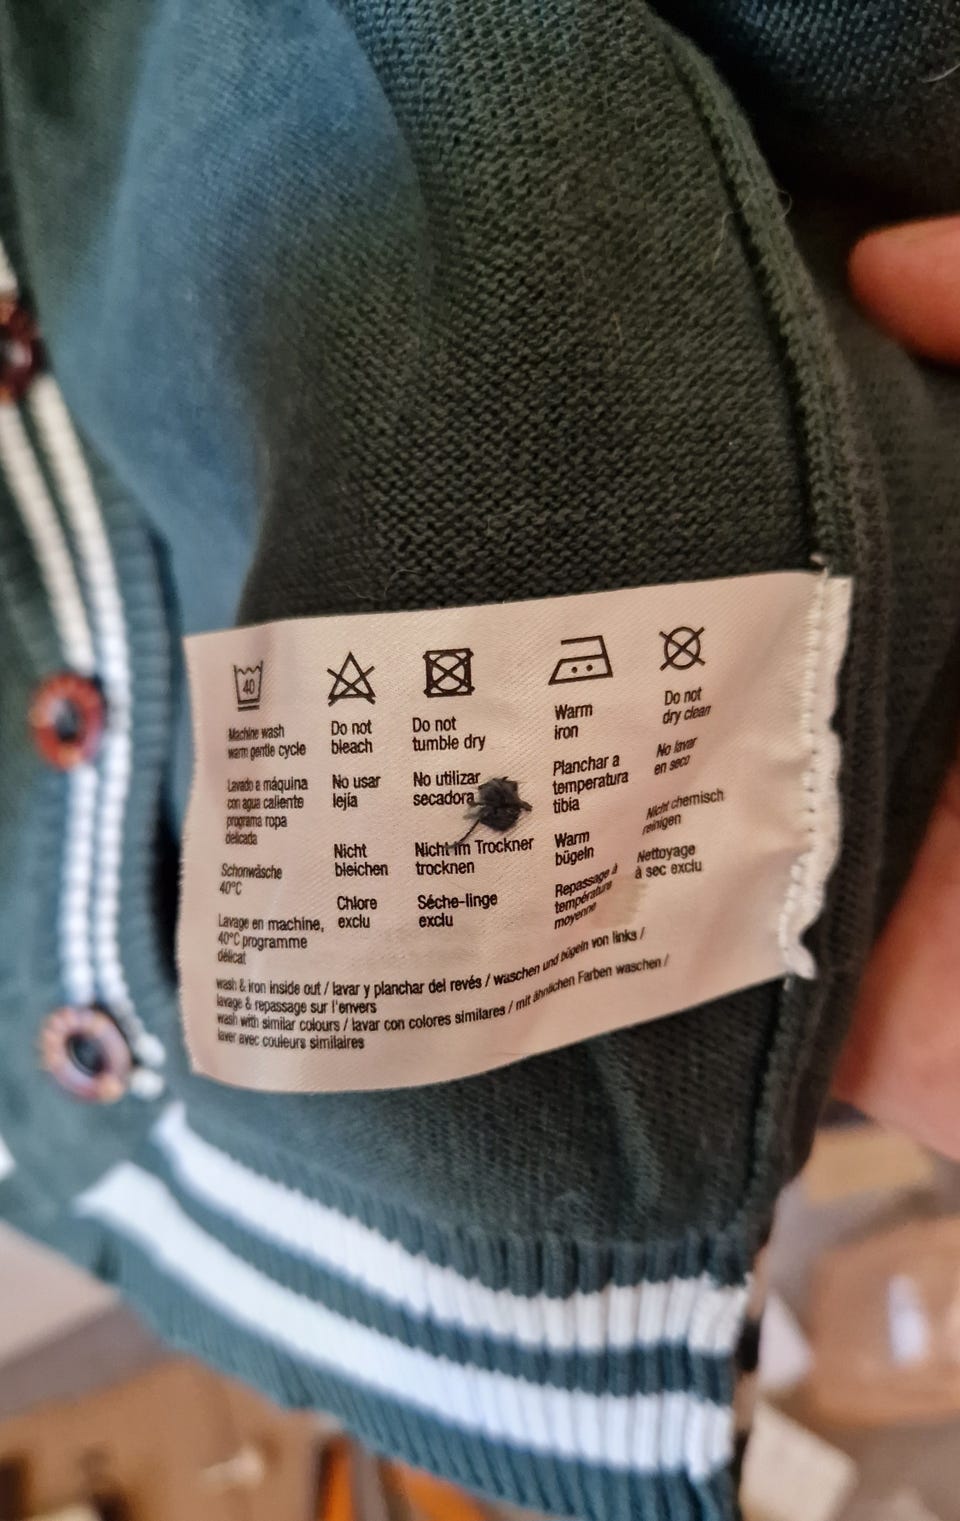 40
Machine wash
warm gentle cycle
Lavado a máquina
con agua caliente
programa ropa
delicada
Schonwäsche
40°C
Lavage en machine,
40°C programme
délicat
Do not
bleach
No usar
lejía
Nicht
bleichen
Chlore
exclu
Do not
tumble dry
No utilizar
secadora
Nicht im Trockner
trocknen
Séche-linge
exclu
Warm
iron
Planchar a
temperatura
tibia
Warm
bügeln
Repassage à
température
moyenne
Do not
dry clean
No lavar
en seco
Nicht chemisch
reinigen
Nettoyage
à sec exclu
wash & iron inside out / lavar y planchar del revés / waschen und bügeln von links /
lavage & repassage sur l'envers
wash with similar colours / lavar con colores similares / mit ähnlichen Farben waschen /
laver avec couleurs similaires